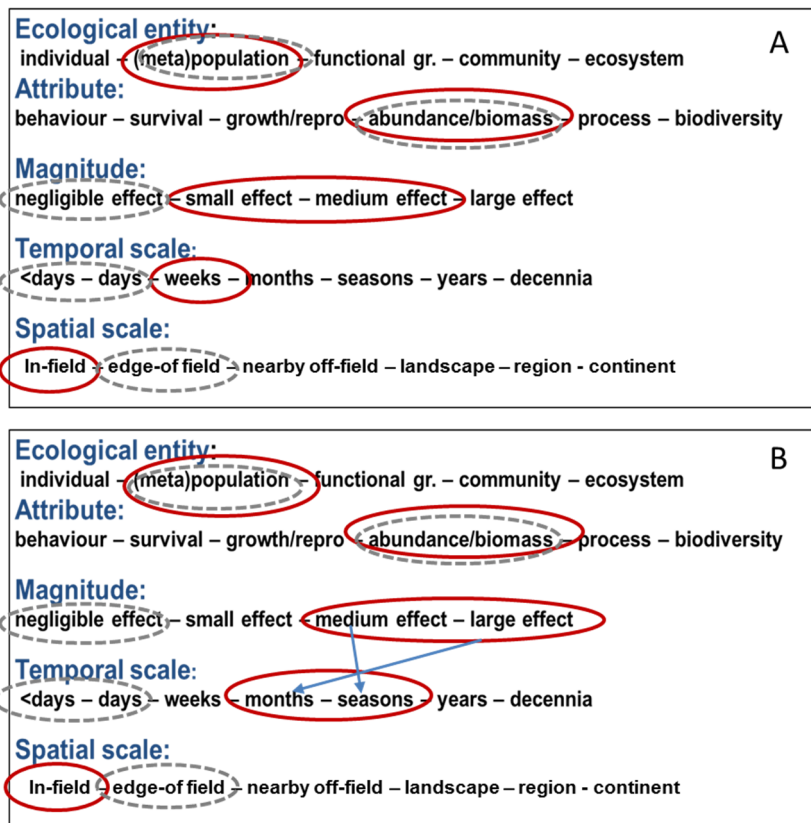 Ecological entity:
A
individual – (meta)population – functional gr. – community – ecosystem
Attribute:
behaviour – survival – growth/repro – abundance/biomass – process – biodiversity
Magnitude:
negligible effect – small effect – medium effect – large effect
Temporal scale:
<days – days – weeks – months – seasons – years – decennia
Spatial scale:
In-field – edge-of field – nearby off-field – landscape – region - continent
Ecological entity:
B
individual – (meta)population – functional gr. – community – ecosystem
Attribute:
behaviour – survival – growth/repro – abundance/biomass – process – biodiversity
Magnitude:
negligible effect – small effect – medium effect – large effect
Temporal scale:
<days – days – weeks – months – seasons – years – decennia
Spatial scale:
In-field – edge-of field – nearby off-field – landscape – region - continent